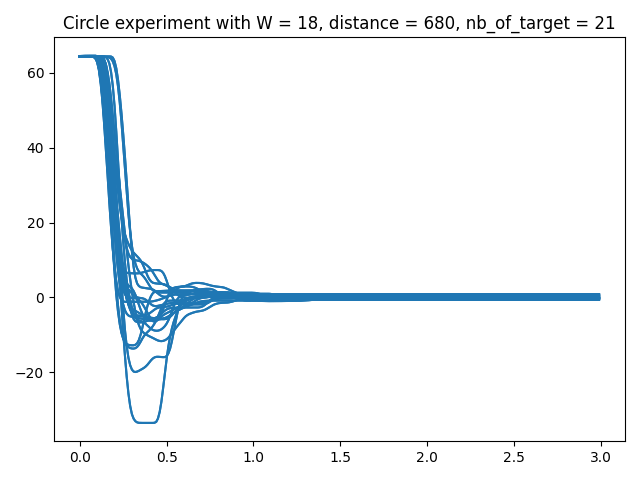 Circle experiment with W = 18, distance = 680, nb_of_target = 21
60
40
20
0
−20
0.0 0.5 1.0 1.5 2.0 2.5 3.0